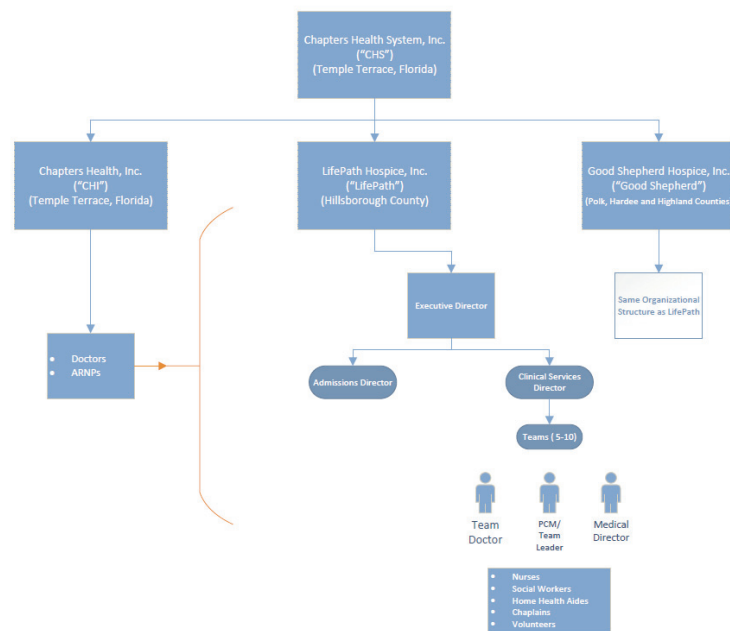 Chapters Health System, Inc.
("CHS")
(Temple Terrace, Florida)
Chapters Health, Inc.
("CHI")
(Temple Terrace, Florida)
LifePath Hospice, Inc.
("LifePath")
(Hillsborough County)
Good Shepherd Hospice, Inc.
("Good Shepherd")
(Polk, Hardee and Highland Counties)
Executive Director
Same Organizational
Structure as LifePath
• Doctors
• ARNPs
Admissions Director
Clinical Services
Director
Teams ( 5-10)
Team
Doctor
PCM/
Team
Leader
Medical
Director
• Nurses
• Social Workers
• Home Health Aides
• Chaplains
• Volunteers